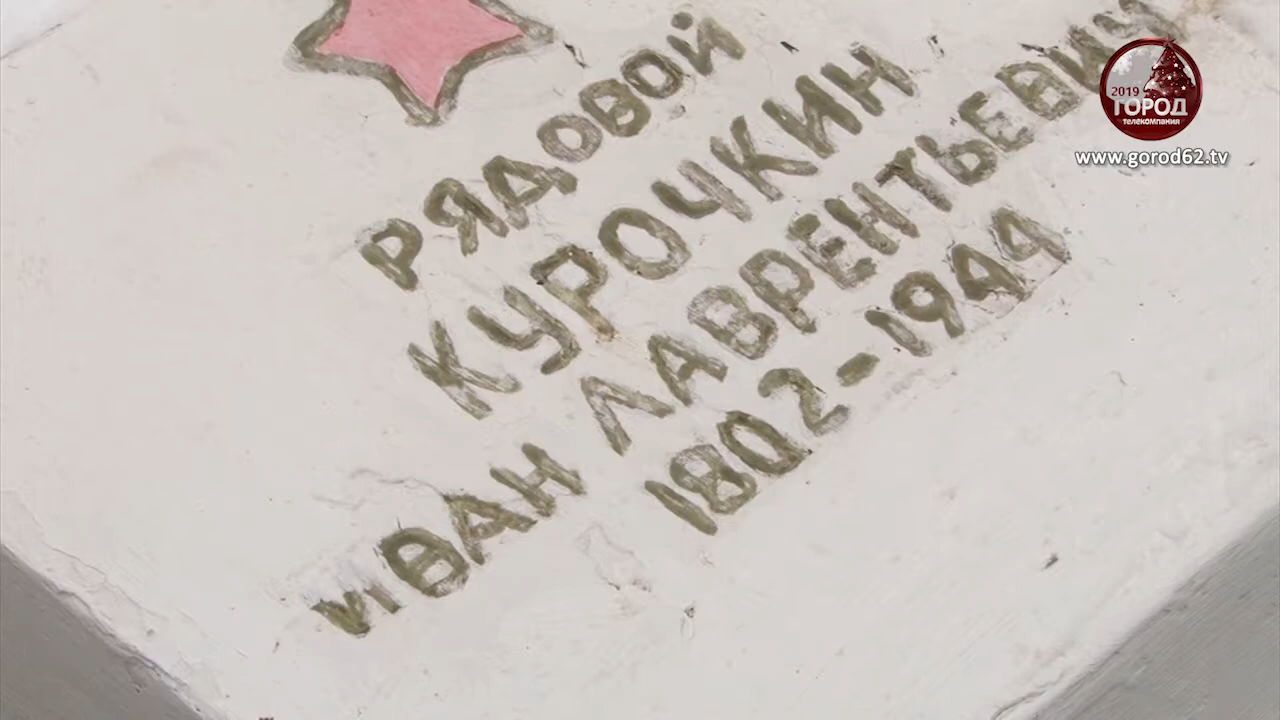 РЯДОВОЙ
КУРОЧКИН
ИВАН ЛАВРЕНТЬЕВИЧ
1802-1944
2019
ГОРОД
телекомпания
www.gorod62.tv